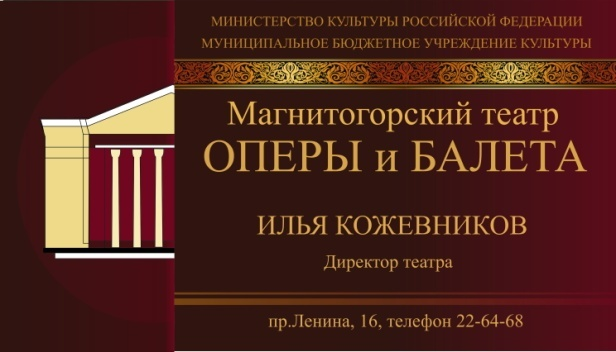 МИНИСТЕРСТВО КУЛЬТУРЫ РОССИЙСКОЙ ФЕДЕРАЦИИ
МУНИЦИПАЛЬНОЕ БЮДЖЕТНОЕ УЧРЕЖДЕНИЕ КУЛЬТУРЫ
Магнитогорский театр
ОПЕРЫ и БАЛЕТА
ИЛЬЯ КОЖЕВНИКОВ
Директор театра
пр.Ленина, 16, телефон 22-64-68